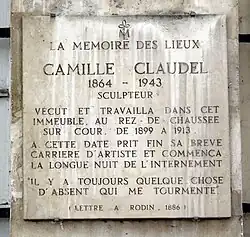 LA MEMOIRE DES LIEUX
CAMILLE CLAUDEL
1864 - 1943
SCULPTEUR
VECUT ET TRAVAILLA DANS CET
IMMEUBLE, AU REZ-DE-CHAUSSEE
SUR COUR, DE 1899 A 1913.
A CETTE DATE PRIT FIN SA BREVE
CARRIERE D'ARTISTE ET COMMENÇA
LA LONGUE NUIT DE L'INTERNEMENT
"IL Y A TOUJOURS QUELQUE CHOSE
D'ABSENT QUI ME TOURMENTE"
(LETTRE A RODIN, 1886)